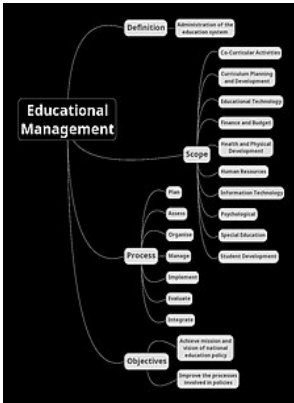 Educational
Management
Definition
Administration of the
education system
Scope
Co-Curricular Activities
Curriculum Planning
and Development
Educational Technology
Finance and Budget
Health and Physical
Development
Human Resources
Information Technology
Psychological
Special Education
Student Development
Process
Plan
Assess
Organise
Manage
Implement
Evaluate
Integrate
Objectives
Achieve mission and
vision of national
education policy
Improve the processes
involved in policies